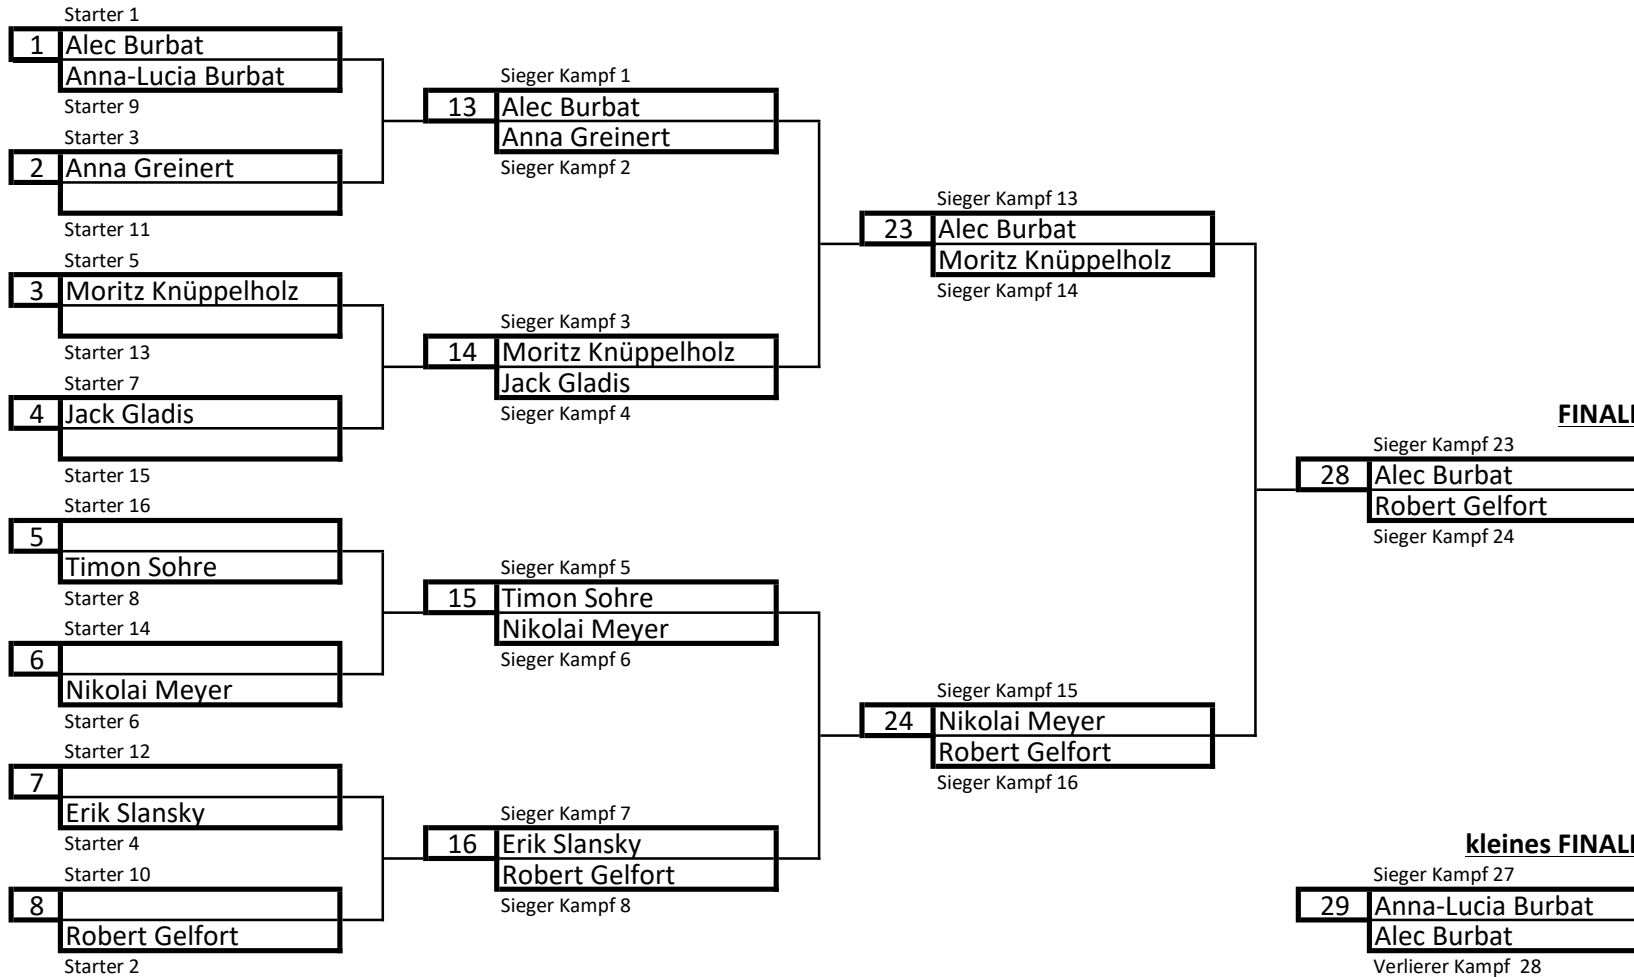 Starter 1
1 Alec Burbat
Anna-Lucia Burbat
Starter 9
Starter 3
2 Anna Greinert
Starter 11
Starter 5
3 Moritz Knüppelholz
Starter 13
Starter 7
4 Jack Gladis
Starter 15
Starter 16
5
Timon Sohre
Starter 8
Starter 14
6
Nikolai Meyer
Starter 6
Starter 12
7
Erik Slansky
Starter 4
Starter 10
8
Robert Gelfort
Starter 2
Sieger Kampf 1
13 Alec Burbat
Anna Greinert
Sieger Kampf 2
Sieger Kampf 3
14 Moritz Knüppelholz
Jack Gladis
Sieger Kampf 4
Sieger Kampf 5
15 Timon Sohre
Nikolai Meyer
Sieger Kampf 6
Sieger Kampf 7
16 Erik Slansky
Robert Gelfort
Sieger Kampf 8
Sieger Kampf 13
23 Alec Burbat
Moritz Knüppelholz
Sieger Kampf 14
Sieger Kampf 15
24 Nikolai Meyer
Robert Gelfort
Sieger Kampf 16
FINALE
Sieger Kampf 23
28 Alec Burbat
Robert Gelfort
Sieger Kampf 24
kleines FINALE
Sieger Kampf 27
29 Anna-Lucia Burbat
Alec Burbat
Verlierer Kampf 28